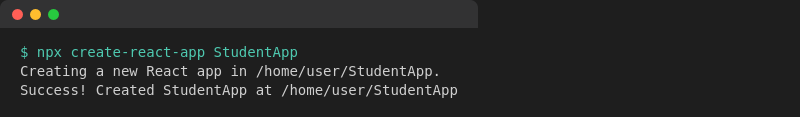 $ npx create-react-app StudentApp
Creating a new React app in /home/user/StudentApp.
Success! Created StudentApp at /home/user/StudentApp